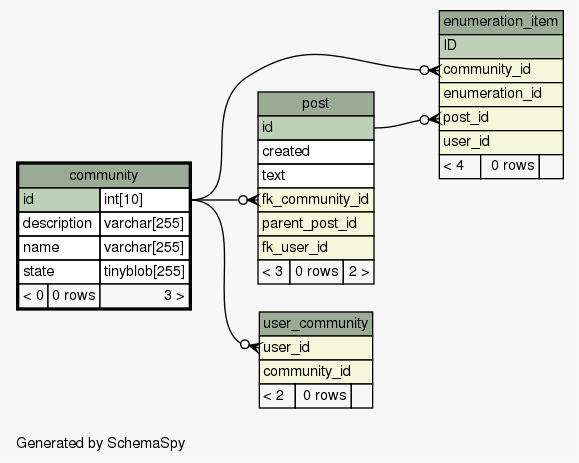 enumeration_item
ID
community_id
enumeration_id
post_id
user_id
< 4 0 rows
post
id
created
text
fk_community_id
parent_post_id
fk_user_id
< 3 0 rows 2 >
community
id int[10]
description varchar[255]
name varchar[255]
state tinyblob[255]
< 0 0 rows 3 >
user_community
user_id
community_id
< 2 0 rows
Generated by SchemaSpy